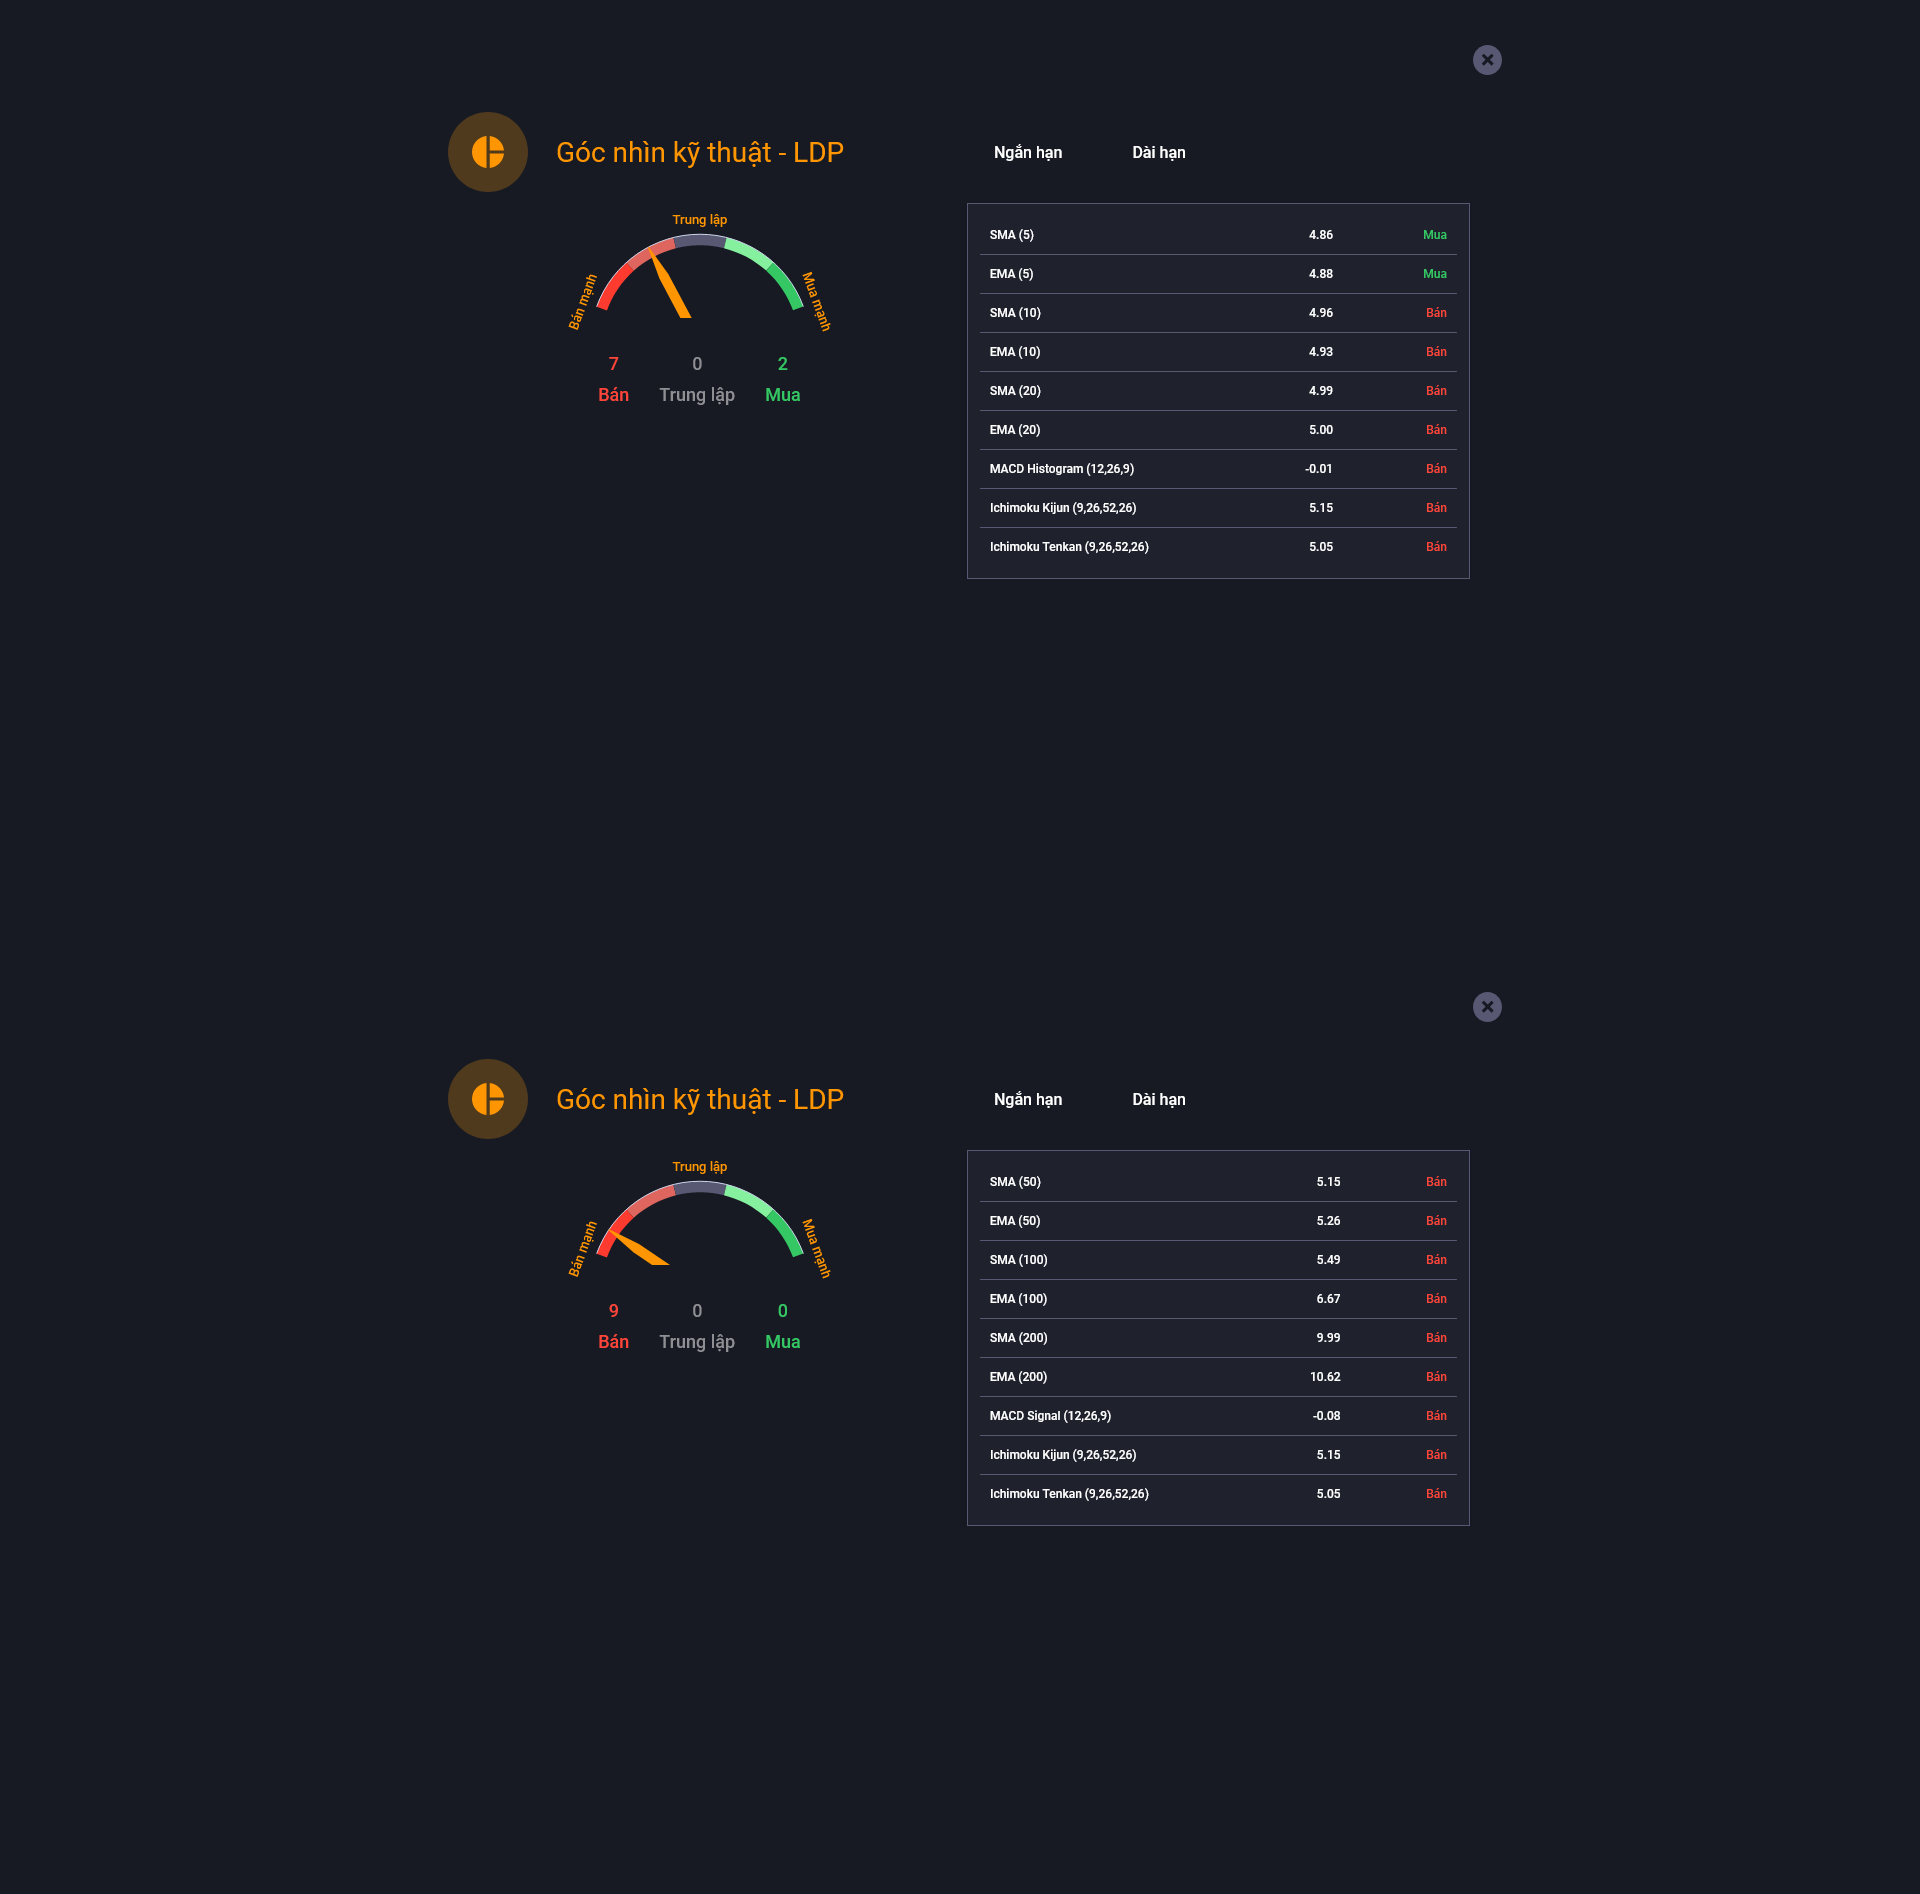 Góc nhìn kỹ thuật - LDP
Ngắn hạn Dài hạn
Trung lập
Bán mạnh
Mua mạnh
7 0 2
Bán Trung lập Mua
SMA (5) 4.86 Mua
EMA (5) 4.88 Mua
SMA (10) 4.96 Bán
EMA (10) 4.93 Bán
SMA (20) 4.99 Bán
EMA (20) 5.00 Bán
MACD Histogram (12,26,9) -0.01 Bán
Ichimoku Kijun (9,26,52,26) 5.15 Bán
Ichimoku Tenkan (9,26,52,26) 5.05 Bán
Góc nhìn kỹ thuật - LDP
Ngắn hạn Dài hạn
Trung lập
Bán mạnh
Mua mạnh
9 0 0
Bán Trung lập Mua
SMA (50) 5.15 Bán
EMA (50) 5.26 Bán
SMA (100) 5.49 Bán
EMA (100) 6.67 Bán
SMA (200) 9.99 Bán
EMA (200) 10.62 Bán
MACD Signal (12,26,9) -0.08 Bán
Ichimoku Kijun (9,26,52,26) 5.15 Bán
Ichimoku Tenkan (9,26,52,26) 5.05 Bán